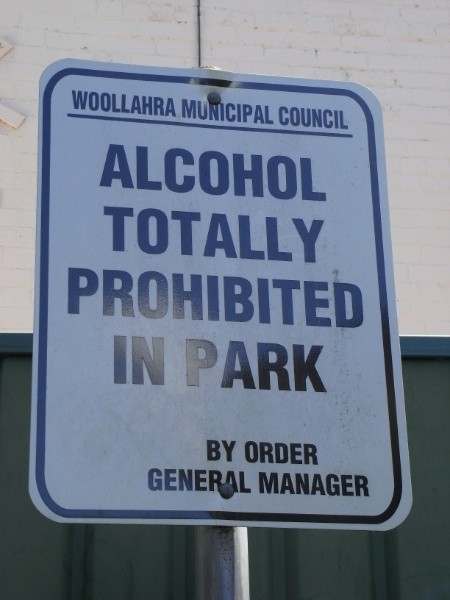 WOOLLAHRA MUNICIPAL COUNCIL
ALCOHOL
TOTALLY
PROHIBITED
IN PARK
BY ORDER
GENERAL MANAGER